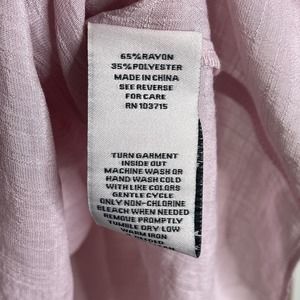 65% RAYON
35% POLYESTER
MADE IN CHINA
SEE REVERSE
FOR CARE
RN 103715
TURN GARMENT
INSIDE OUT
MACHINE WASH OR
HAND WASH COLD
WITH LIKE COLORS
GENTLE CYCLE
ONLY NON-CHLORINE
BLEACH WHEN NEEDED
REMOVE PROMPTLY
TUMBLE DRY LOW
WARM IRON